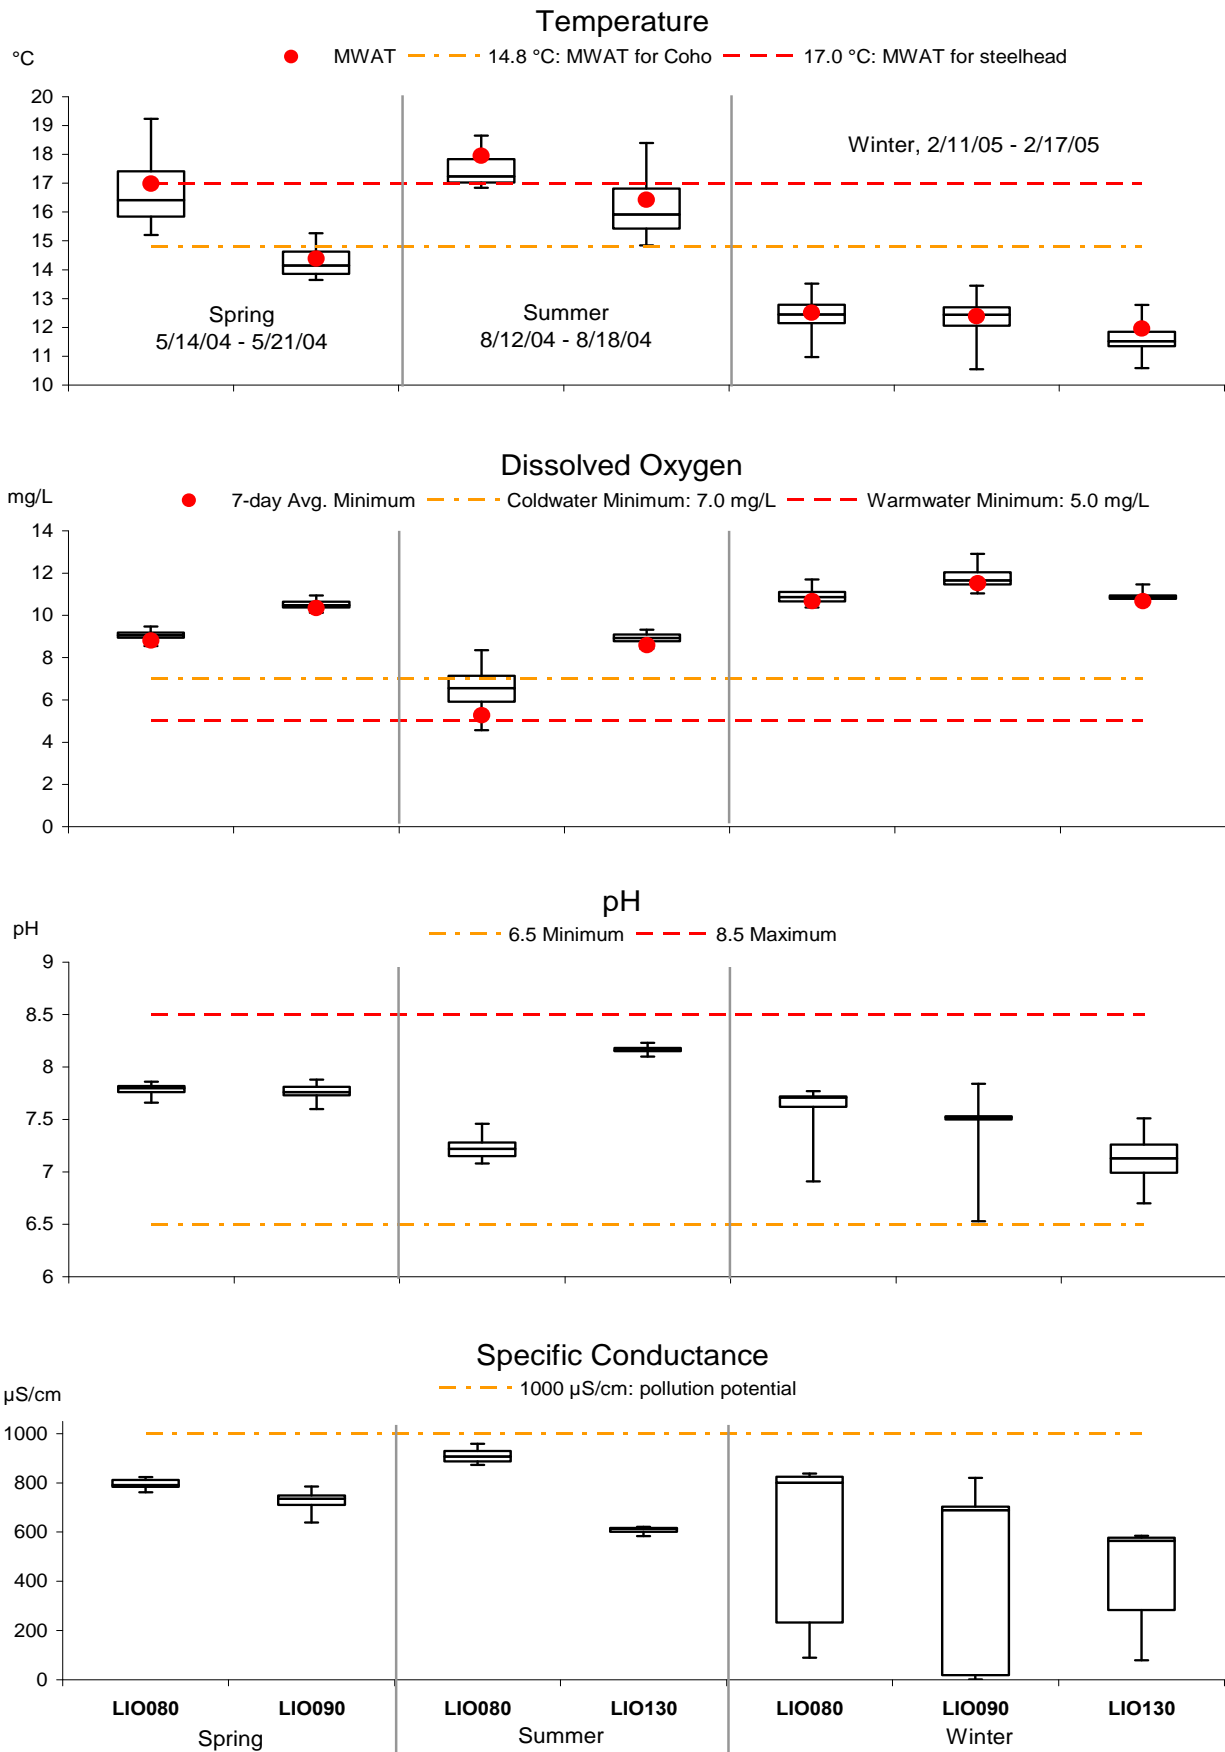 Temperature
°C
MWAT 14.8 °C: MWAT for Coho 17.0 °C: MWAT for steelhead
20
19
18
17
16
15
14
13
12
11
10
Spring
5/14/04 - 5/21/04
Summer
8/12/04 - 8/18/04
Winter, 2/11/05 - 2/17/05
Dissolved Oxygen
mg/L
7-day Avg. Minimum Coldwater Minimum: 7.0 mg/L Warmwater Minimum: 5.0 mg/L
14
12
10
8
6
4
2
0
pH
pH
6.5 Minimum 8.5 Maximum
9
8.5
8
7.5
7
6.5
6
Specific Conductance
µS/cm
1000 µS/cm: pollution potential
1000
800
600
400
200
0
LIO080 LIO090 LIO080 LIO130 LIO080 LIO090 LIO130
Spring Summer Winter